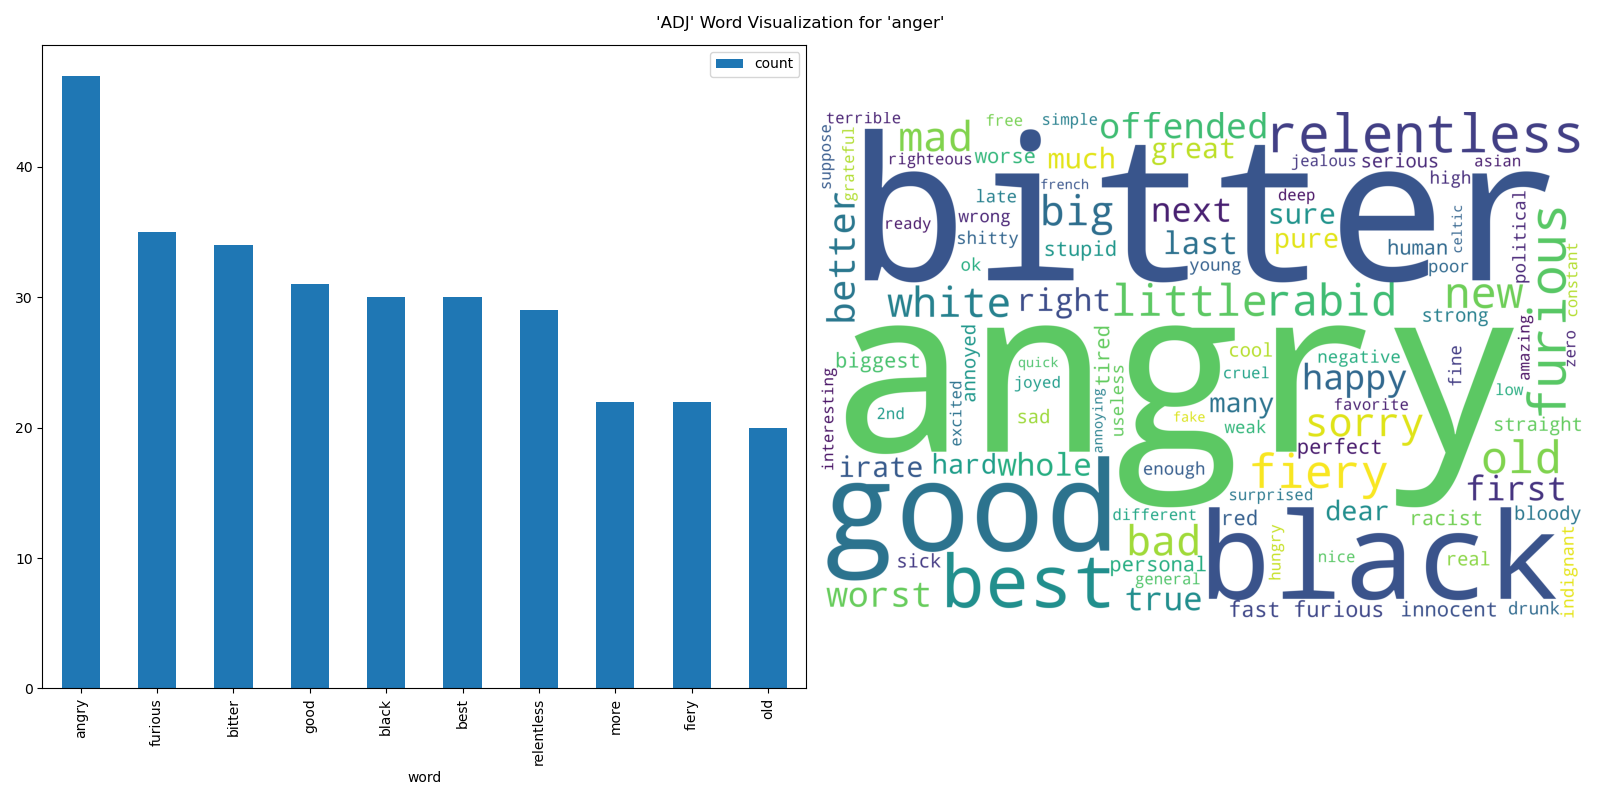 'ADJ' Word Visualization for 'anger'
count
40
30
20
10
0
angry
furious
bitter
good
black
best
relentless
more
fiery
old
word
terrible
free
simple
offended
relentless
mad
suppose
grateful
righteous
worse
much
great
jealous
serious
asian
bitter
french
late
deep
high
better
ready
wrong
big
next
sure
political
celtic
furious
shitty
stupid
last
pure
human
ok
young
poor
constant
white
right
little
rabid
new
strong
angry
biggest
annoyed
tired
cool
negative
fine
amazing
zero
quick
joyed
cruel
happy
low
interesting
2nd
excited
sad
annoying
useless
fake
many
favorite
weak
sorry
straight
irate
hard
whole
enough
perfect
fiery
old
good
surprised
first
different
red
dear
racist
bloody
bad
black
sick
best
personal
general
hungry
nice
real
indignant
worst
true
fast furious
innocent
drunk